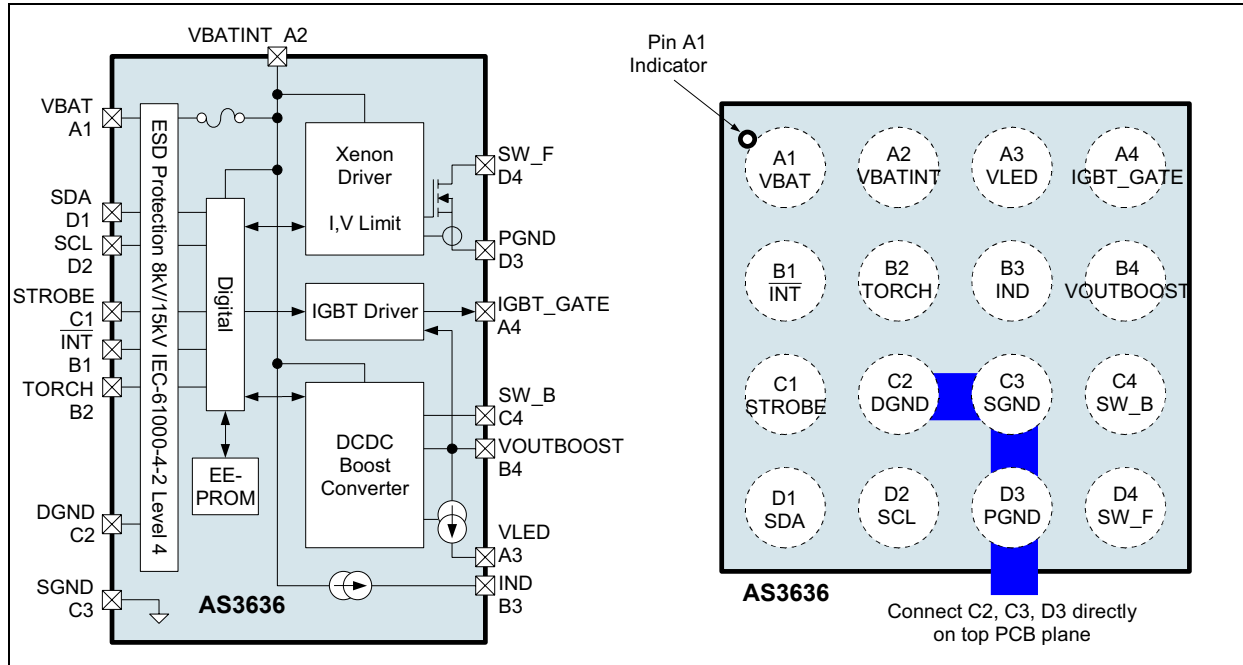 VBATINT A2
VBAT
A1
SDA
D1
SCL
D2
STROBE
C1
INT
B1
TORCH
B2
DGND
C2
SGND
C3
ESD Protection 8kV/15kV IEC-61000-4-2 Level 4
Digital
EE-
PROM
Xenon
Driver
I,V Limit
IGBT Driver
DCDC
Boost
Converter
SW_F
D4
PGND
D3
IGBT_GATE
A4
SW_B
C4
VOUTBOOST
B4
VLED
A3
IND
B3
AS3636
Pin A1
Indicator
A1
VBAT
A2
VBATINT
A3
VLED
A4
IGBT_GATE
B1
INT
B2
TORCH
B3
IND
B4
VOUTBOOST
C1
STROBE
C2
DGND
C3
SGND
C4
SW_B
D1
SDA
D2
SCL
D3
PGND
D4
SW_F
AS3636
Connect C2, C3, D3 directly
on top PCB plane